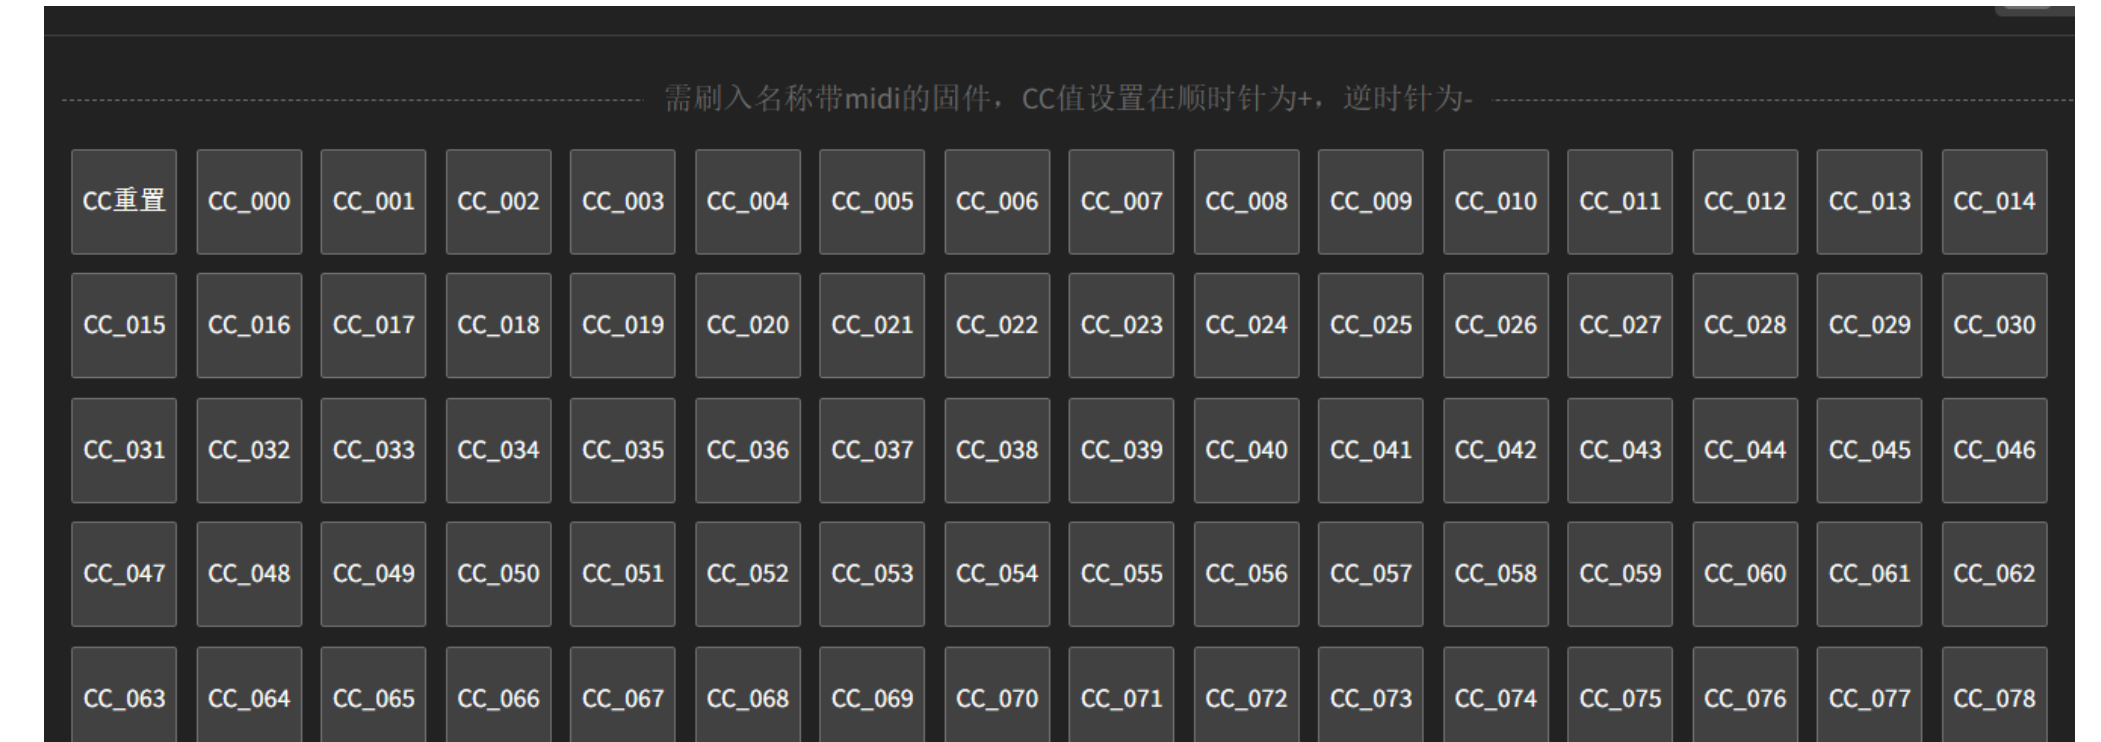 需刷入名称带midi的固件，CC值设置在顺时针为+，逆时针为-
CC重置 CC_000 CC_001 CC_002 CC_003 CC_004 CC_005 CC_006 CC_007 CC_008 CC_009 CC_010 CC_011 CC_012 CC_013 CC_014
CC_015 CC_016 CC_017 CC_018 CC_019 CC_020 CC_021 CC_022 CC_023 CC_024 CC_025 CC_026 CC_027 CC_028 CC_029 CC_030
CC_031 CC_032 CC_033 CC_034 CC_035 CC_036 CC_037 CC_038 CC_039 CC_040 CC_041 CC_042 CC_043 CC_044 CC_045 CC_046
CC_047 CC_048 CC_049 CC_050 CC_051 CC_052 CC_053 CC_054 CC_055 CC_056 CC_057 CC_058 CC_059 CC_060 CC_061 CC_062
CC_063 CC_064 CC_065 CC_066 CC_067 CC_068 CC_069 CC_070 CC_071 CC_072 CC_073 CC_074 CC_075 CC_076 CC_077 CC_078